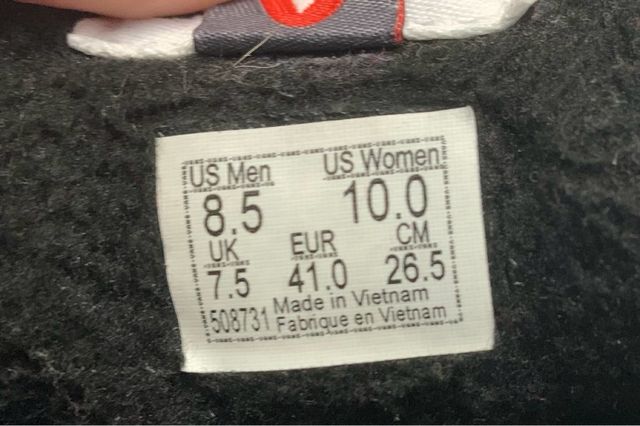 US Men US Women
8.5 10.0
UK EUR CM
7.5 41.0 26.5
508731 Made in Vietnam
Fabrique en Vietnam